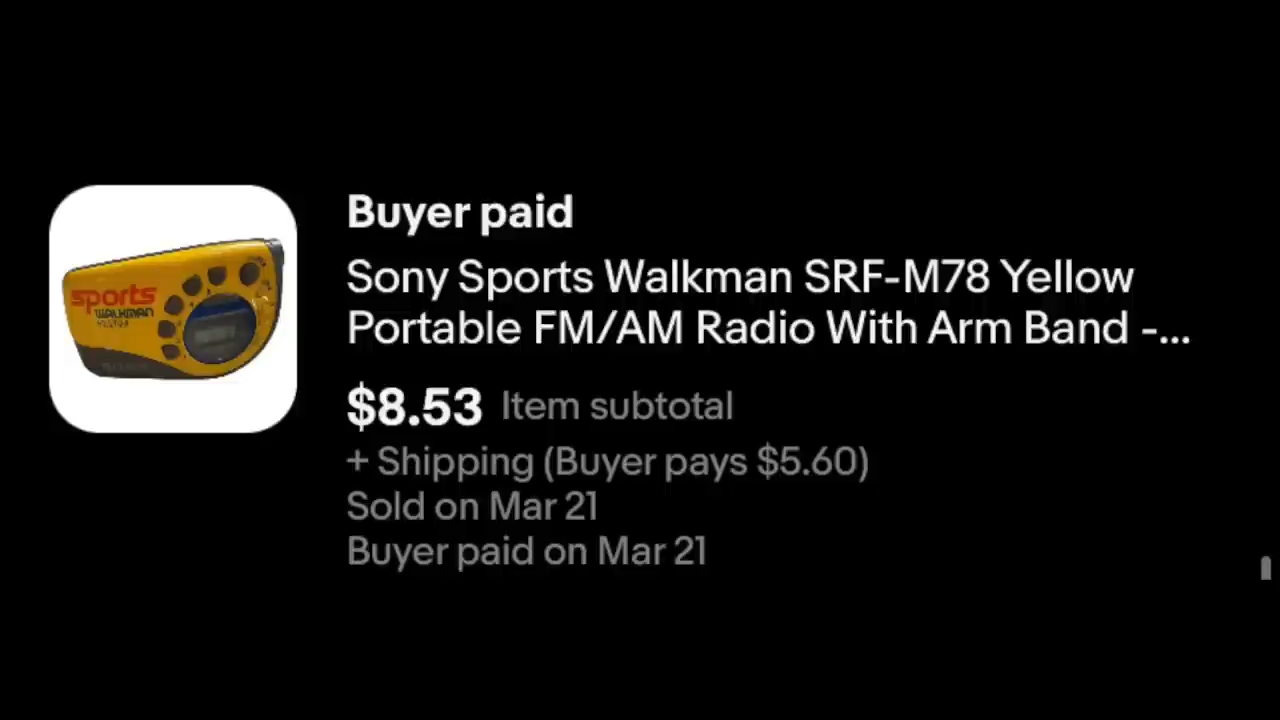 Buyer paid
Sony Sports Walkman SRF-M78 Yellow
Portable FM/AM Radio With Arm Band -...
$8.53 Item subtotal
+ Shipping (Buyer pays $5.60)
Sold on Mar 21
Buyer paid on Mar 21
sports
WALKMAN